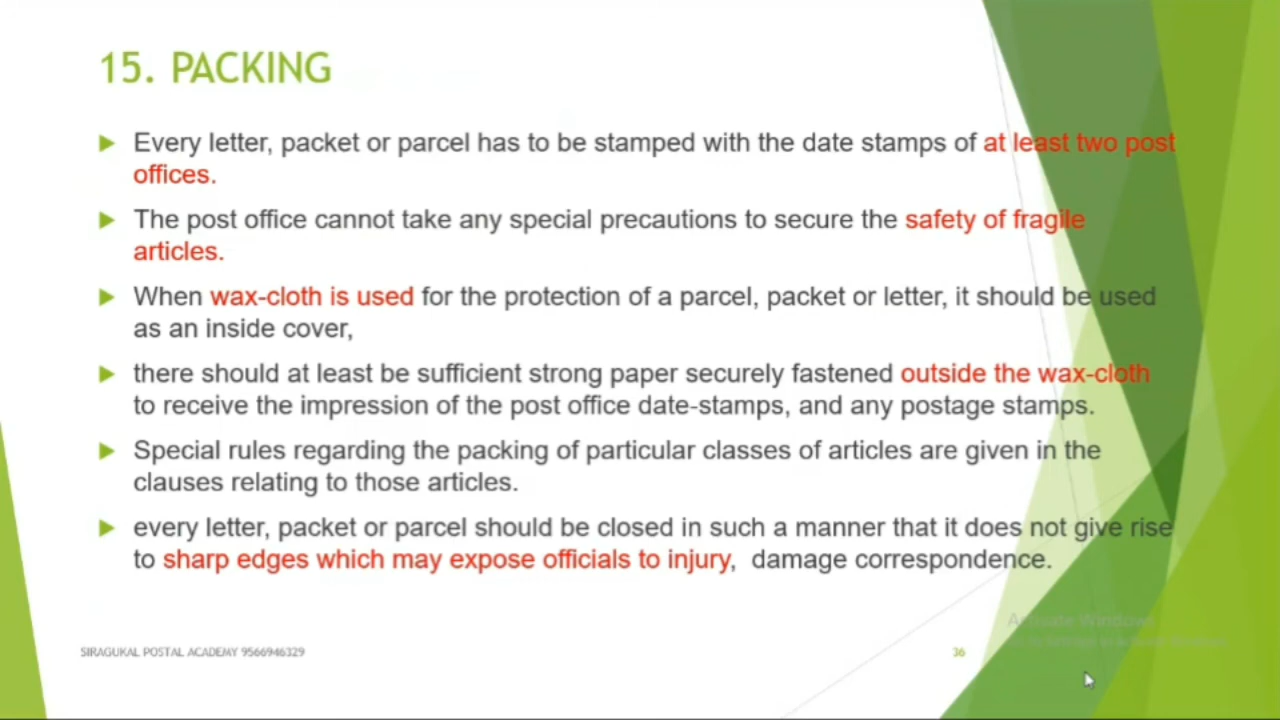 15. PACKING
Every letter, packet or parcel has to be stamped with the date stamps of at least two post
offices.
The post office cannot take any special precautions to secure the safety of fragile
articles.
When wax-cloth is used for the protection of a parcel, packet or letter, it should be used
as an inside cover,
there should at least be sufficient strong paper securely fastened outside the wax-cloth
to receive the impression of the post office date-stamps, and any postage stamps.
Special rules regarding the packing of particular classes of articles are given in the
clauses relating to those articles.
every letter, packet or parcel should be closed in such a manner that it does not give rise
to sharp edges which may expose officials to injury, damage correspondence.
Activate Windows
SIRAGUKAL POSTAL ACADEMY 9566946329
36